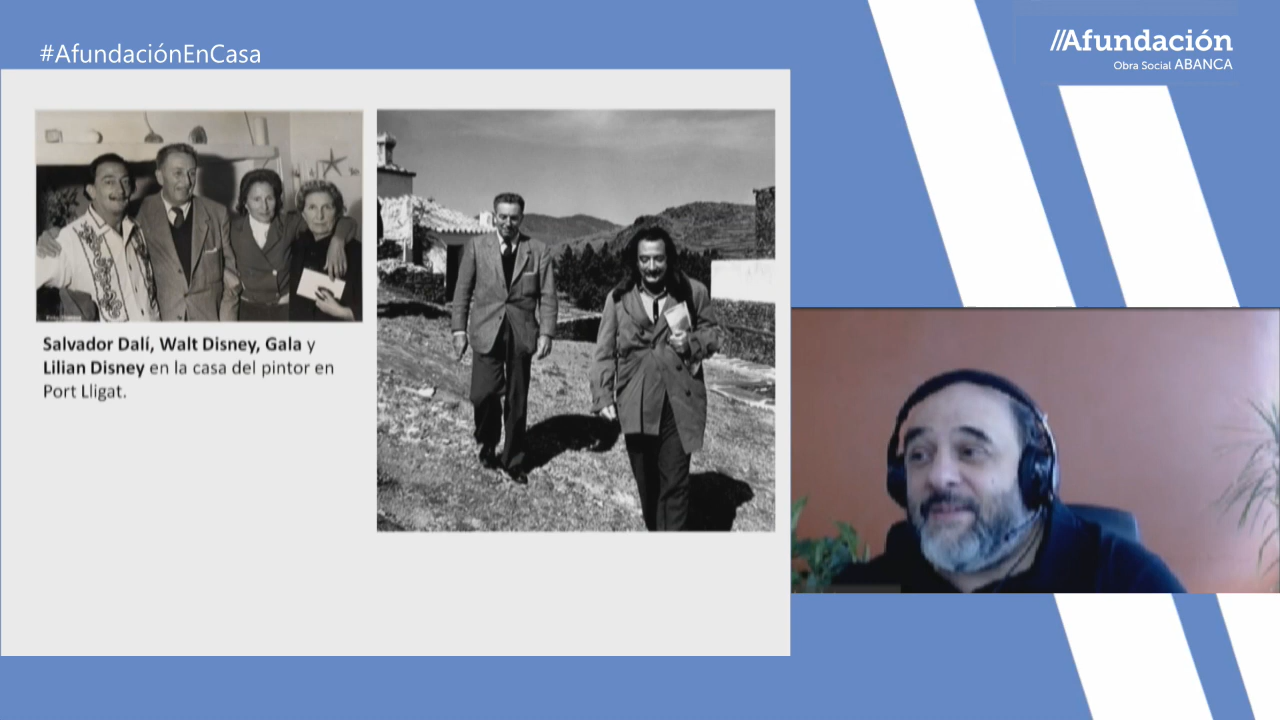 #AfundaciónEnCasa
//Afundación
Obra Social ABANCA
Salvador Dalí, Walt Disney, Gala y
Lilian Disney en la casa del pintor en
Port Lligat.